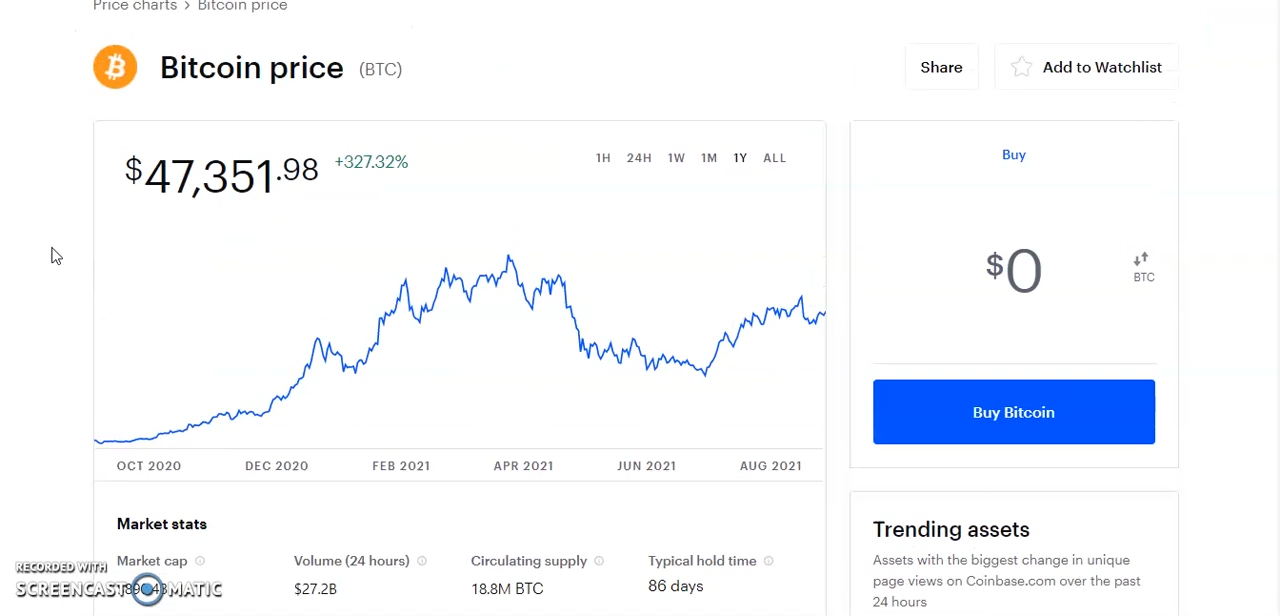 Price charts > Bitcoin price
Bitcoin price (BTC)
Share
Add to Watchlist
$47,351.98 +327.32%
1H 24H 1W 1M 1Y ALL
OCT 2020 DEC 2020 FEB 2021 APR 2021 JUN 2021 AUG 2021
Market stats
Market cap
Volume (24 hours)
$27.2B
Circulating supply
18.8M BTC
Typical hold time
86 days
Buy
$0
BTC
Buy Bitcoin
Trending assets
Assets with the biggest change in unique
page views on Coinbase.com over the past
24 hours
RECORDED WITH
SCREENCAST MATIC